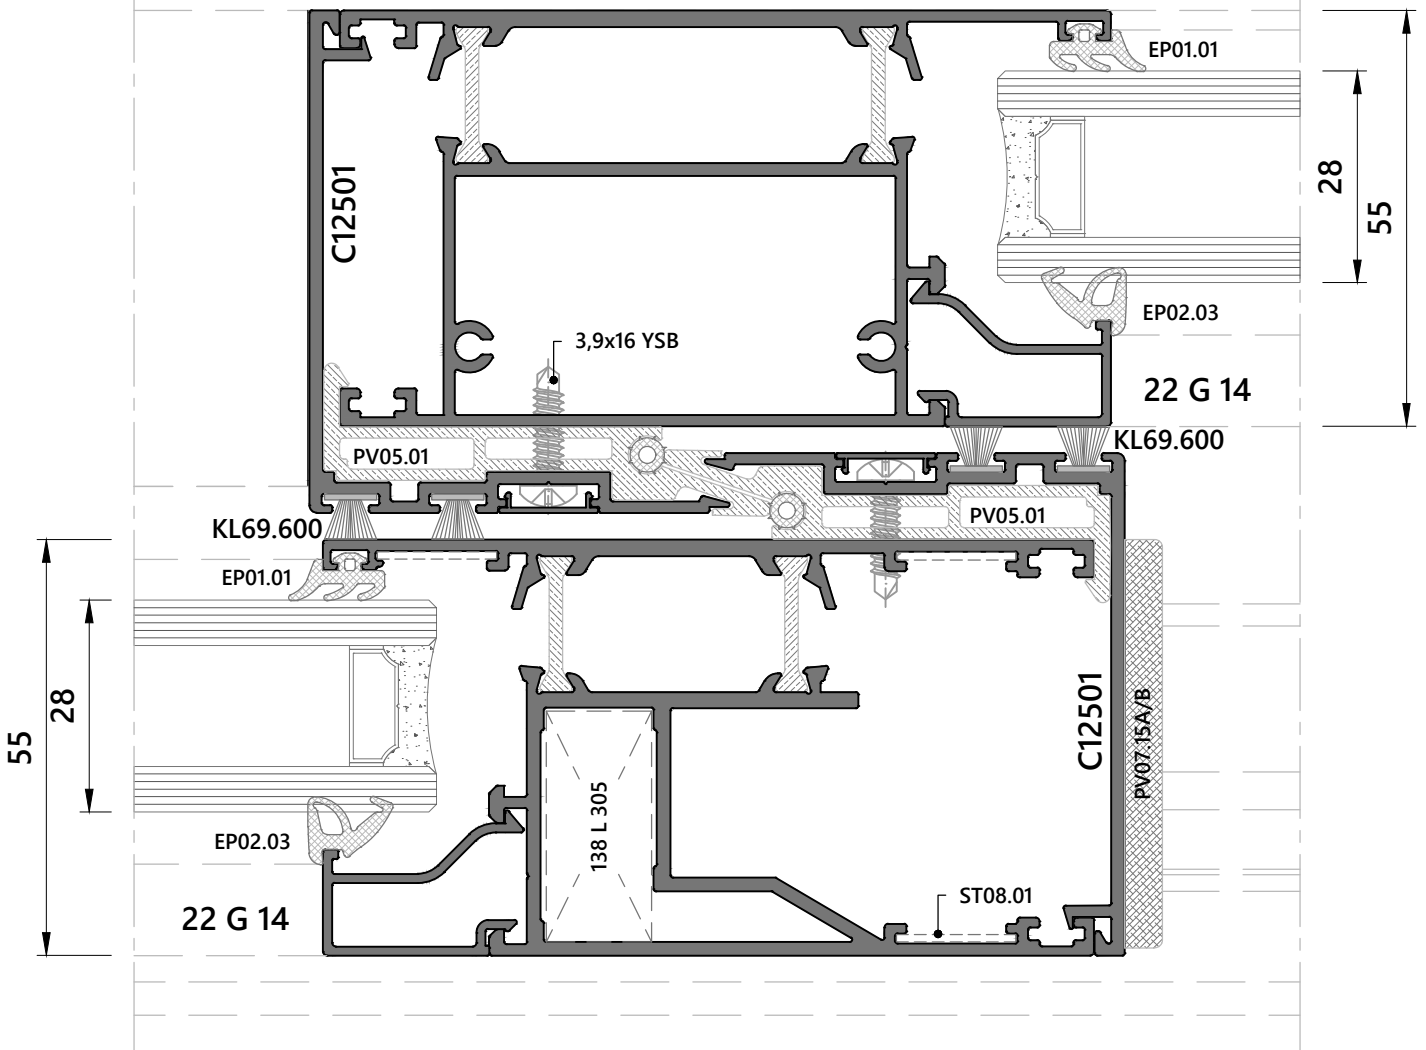 EP01.01
C12501
28
55
EP02.03
3,9x16 YSB
22 G 14
KL69.600
PV05.01
PV05.01
KL69.600
EP01.01
28
55
C12501
PV07.15A/B
138 L 305
EP02.03
ST08.01
22 G 14